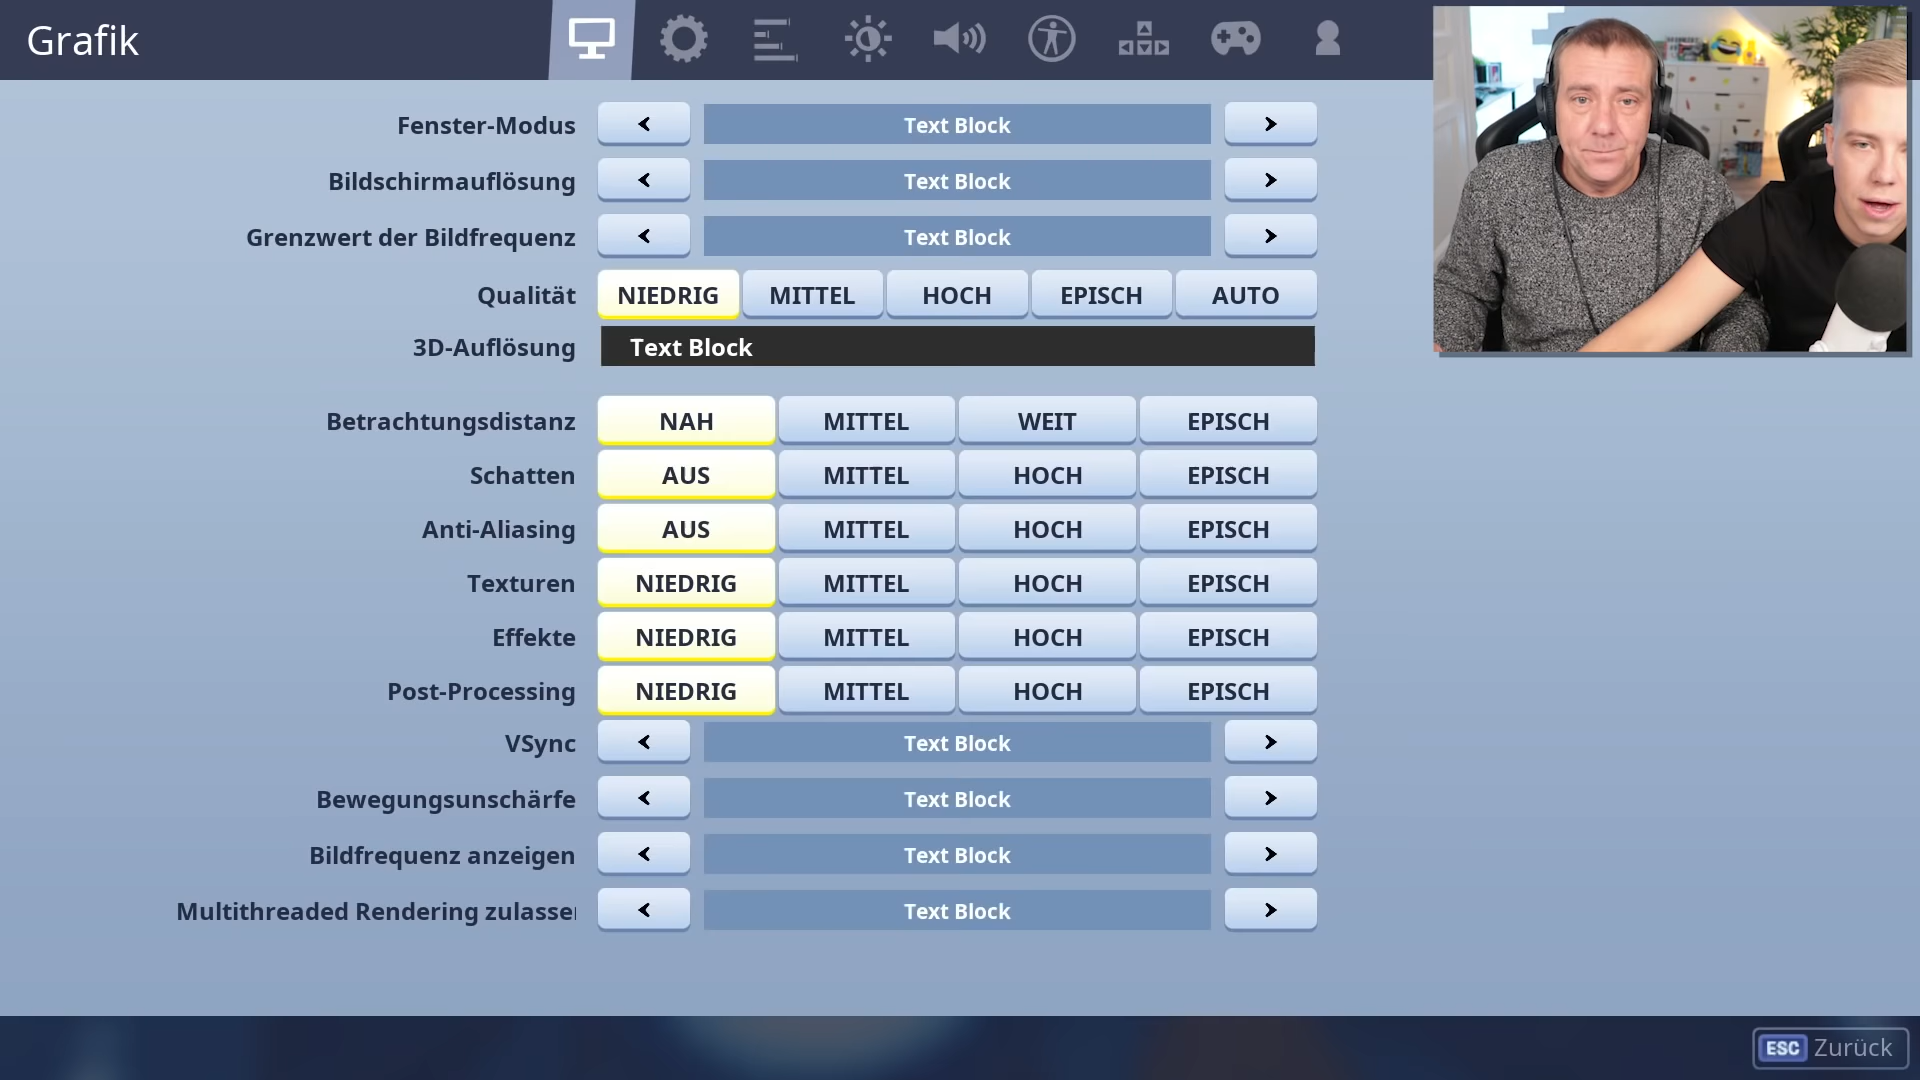 Grafik
Fenster-Modus Text Block
Bildschirmauflösung Text Block
Grenzwert der Bildfrequenz Text Block
Qualität NIEDRIG MITTEL HOCH EPISCH AUTO
3D-Auflösung Text Block
Betrachtungsdistanz NAH MITTEL WEIT EPISCH
Schatten AUS MITTEL HOCH EPISCH
Anti-Aliasing AUS MITTEL HOCH EPISCH
Texturen NIEDRIG MITTEL HOCH EPISCH
Effekte NIEDRIG MITTEL HOCH EPISCH
Post-Processing NIEDRIG MITTEL HOCH EPISCH
VSync Text Block
Bewegungsunschärfe Text Block
Bildfrequenz anzeigen Text Block
Multithreaded Rendering zulasse Text Block
ESC Zurück